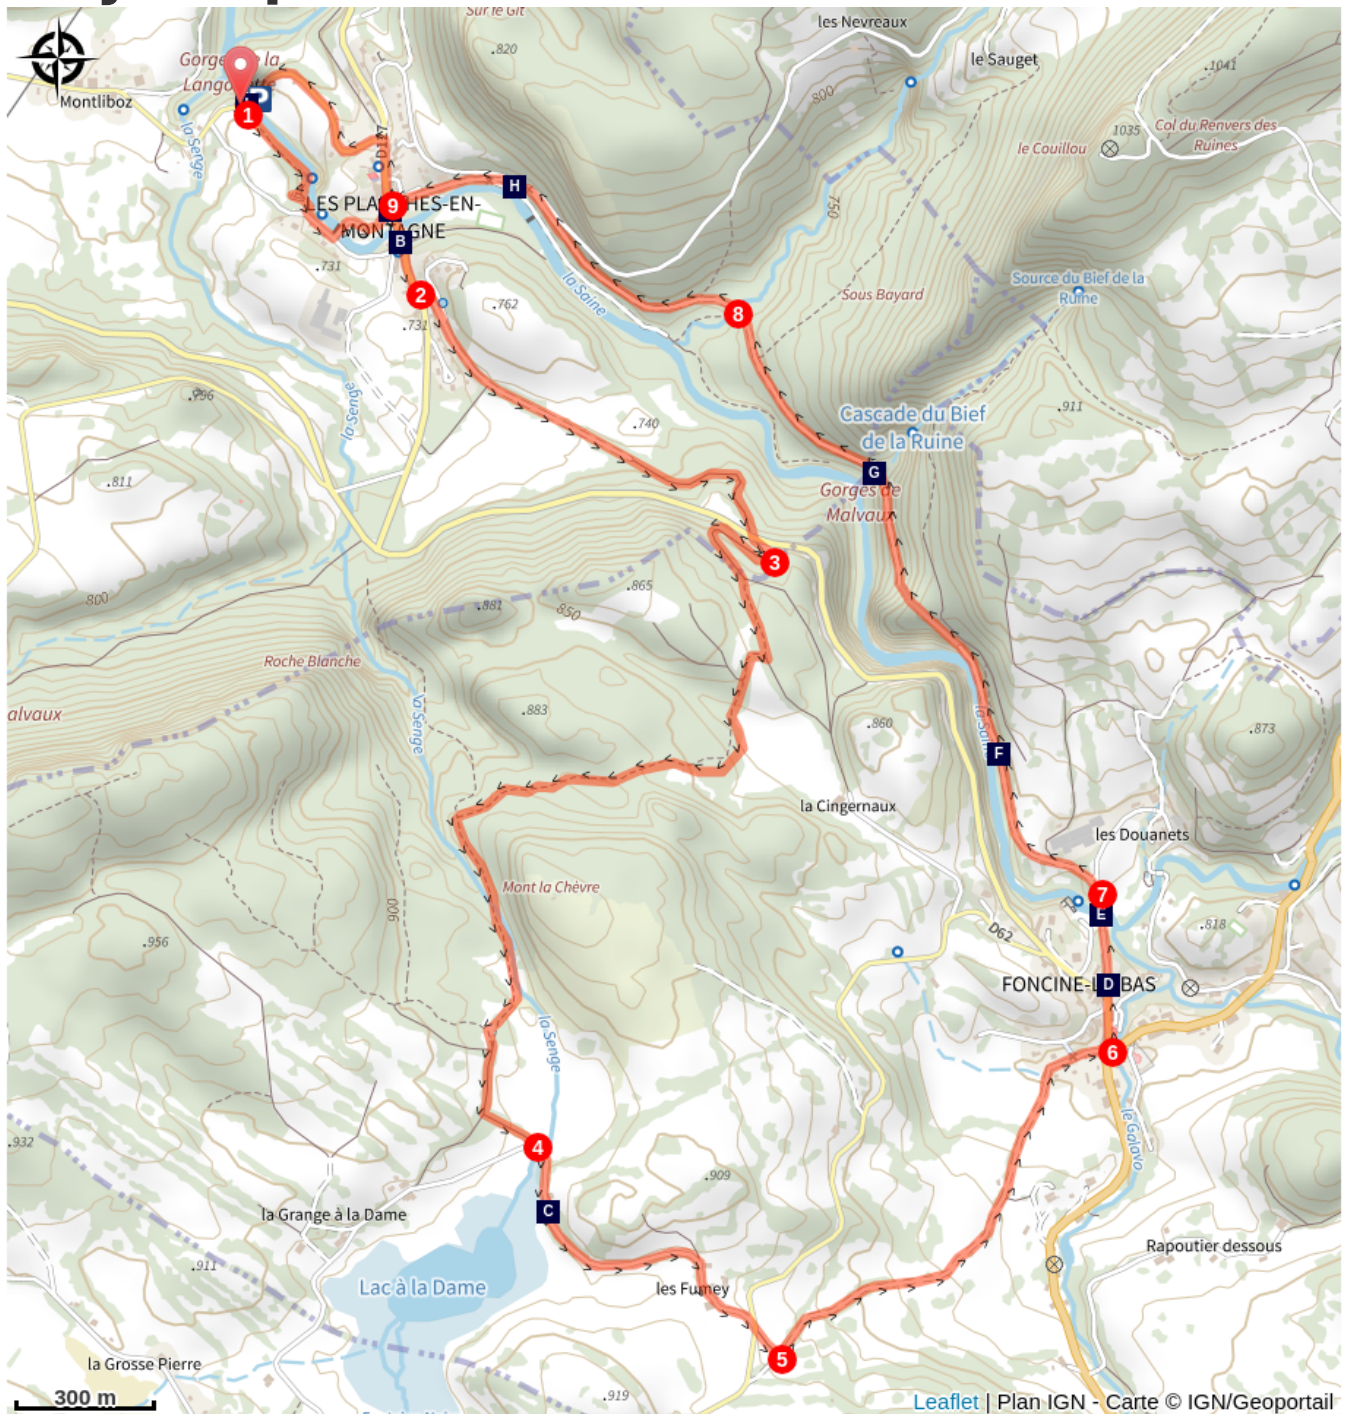 Sur le Git
les Nevreaux
.820
le Sauget
Gorges de la
.1041
Montliboz
800
1035
Col du Renvers des
Ruines
le Couillou
1
la Senge
D127
H
750
9
LES PLANCHES-EN-
MONTAGNE
B
.731
Source du Bief de la
Ruine
la Saine
Sous Bayard
2
.762
8
.731
.996
la Senge
.911
Cascade du Bief
de la Ruine
.740
G
.811
Gorges de
Malvaux
3
800
.881
850
.865
Roche Blanche
alvaux
.883
la Senge
.860
la Saine
.873
F
la Cingernaux
les Douanets
Mont la Chèvre
900
7
E
.818
.956
D62
FONCINE-LE-BAS
D
la Senge
6
le Galavo
.932
4
.909
C
la Grange à la Dame
Rapoutier dessous
.911
Lac à la Dame
les Fumey
5
la Grosse Pierre
.919
300 m
Leaflet | Plan IGN - Carte © IGN/Geoportail